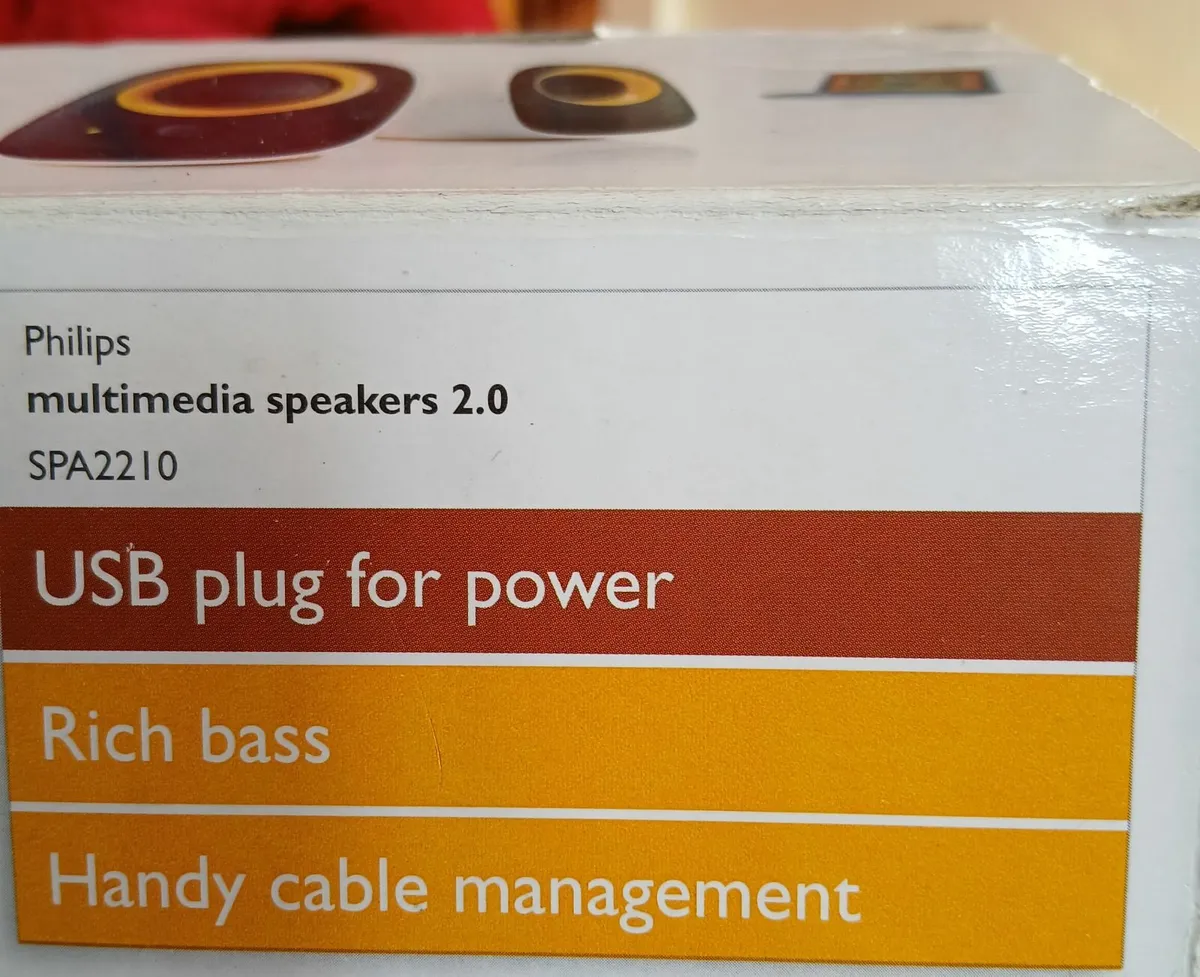 Philips
multimedia speakers 2.0
SPA2210
USB plug for power
Rich bass
Handy cable management